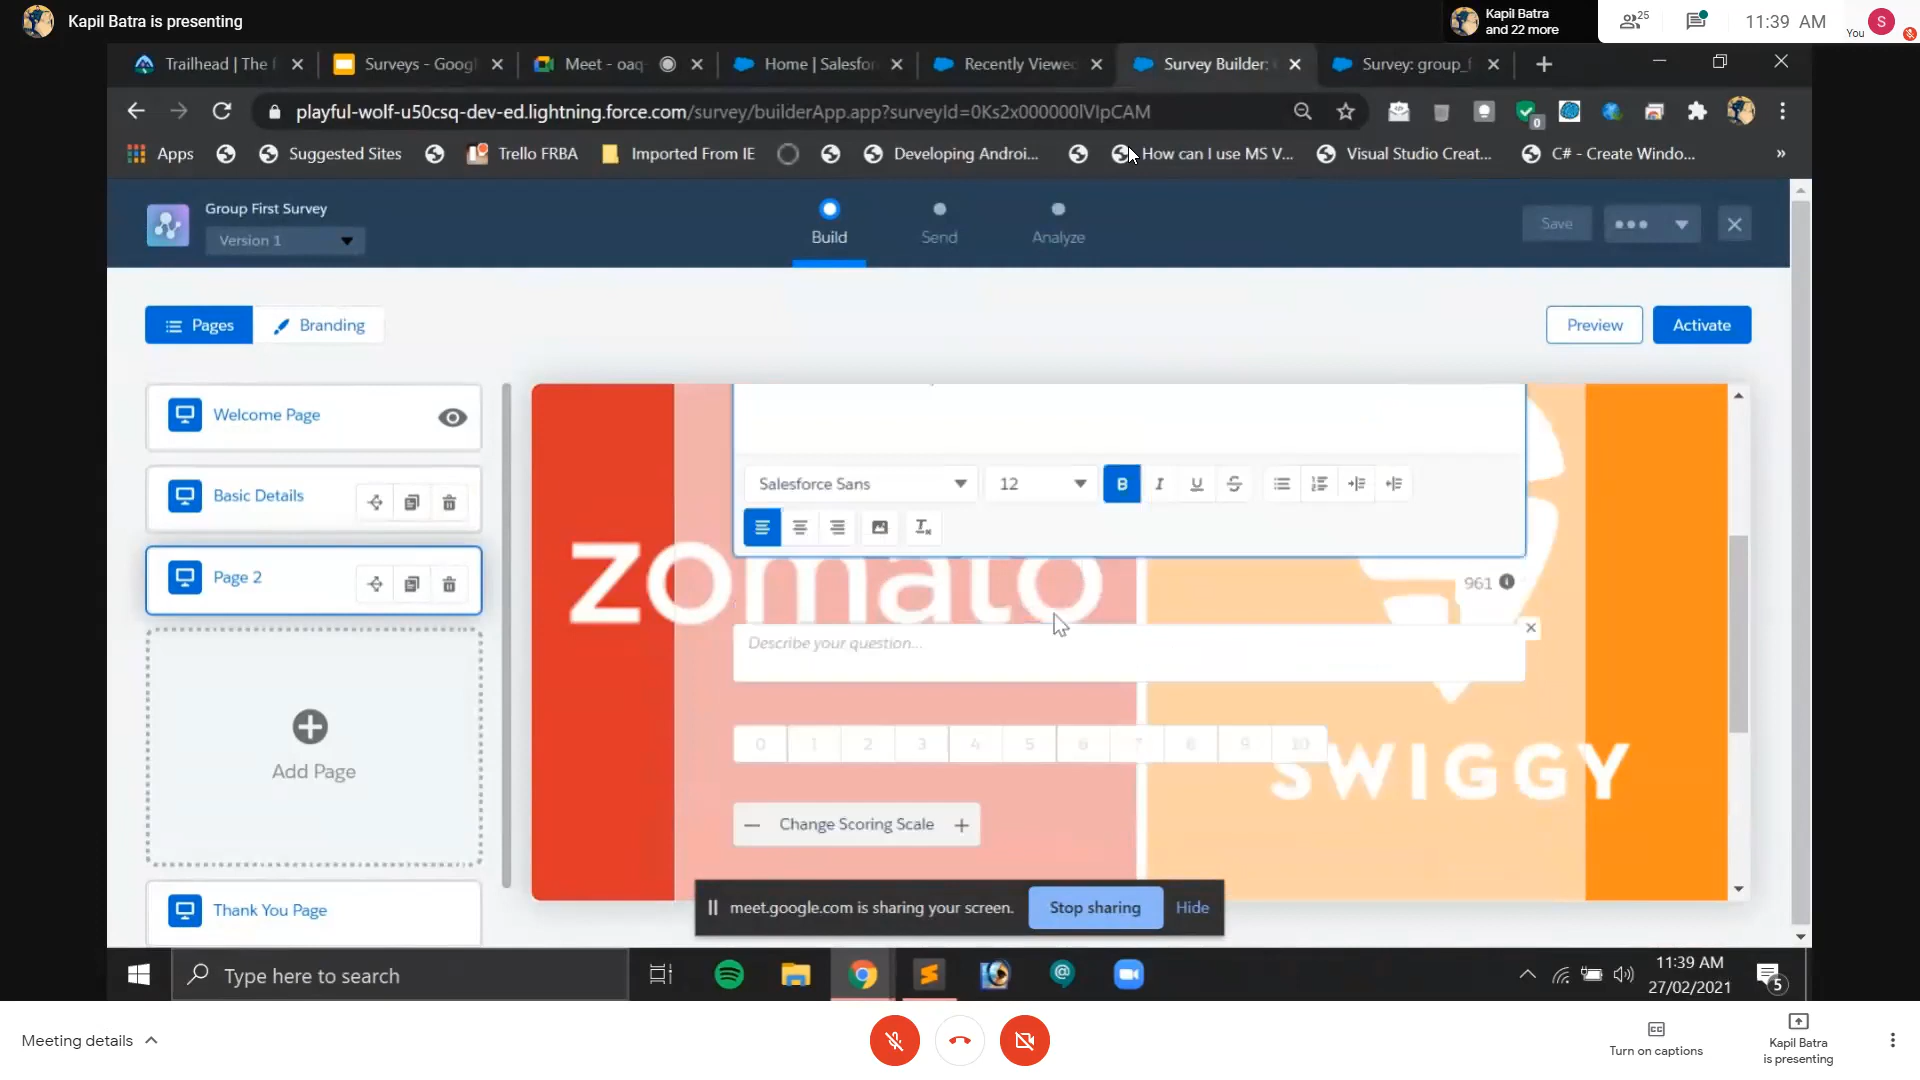 Kapil Batra is presenting
Kapil Batra
and 22 more
25
11:39 AM
You
S
Trailhead | The f
Surveys - Googl
Meet - oaq
Home | Salesfor
Recently Viewed
Survey Builder:
Survey: group_f
playful-wolf-u50csq-dev-ed.lightning.force.com/survey/builderApp.app?surveyId=0Ks2x000000lVIpCAM
0
Apps
Suggested Sites
Trello FRBA
Imported From IE
Developing Androi...
How can I use MS V...
Visual Studio Creat...
C# - Create Windo...
»
Group First Survey
Version 1
Build
Send
Analyze
Save
Pages
Branding
Preview
Activate
Welcome Page
Basic Details
Page 2
Add Page
Thank You Page
Salesforce Sans
12
B
I
U
S
zomato
961
Describe your question...
0 1 2 3 4 5 6 7 8 9 10
SWIGGY
Change Scoring Scale
meet.google.com is sharing your screen.
Stop sharing
Hide
Type here to search
11:39 AM
27/02/2021
5
Meeting details
Turn on captions
Kapil Batra
is presenting